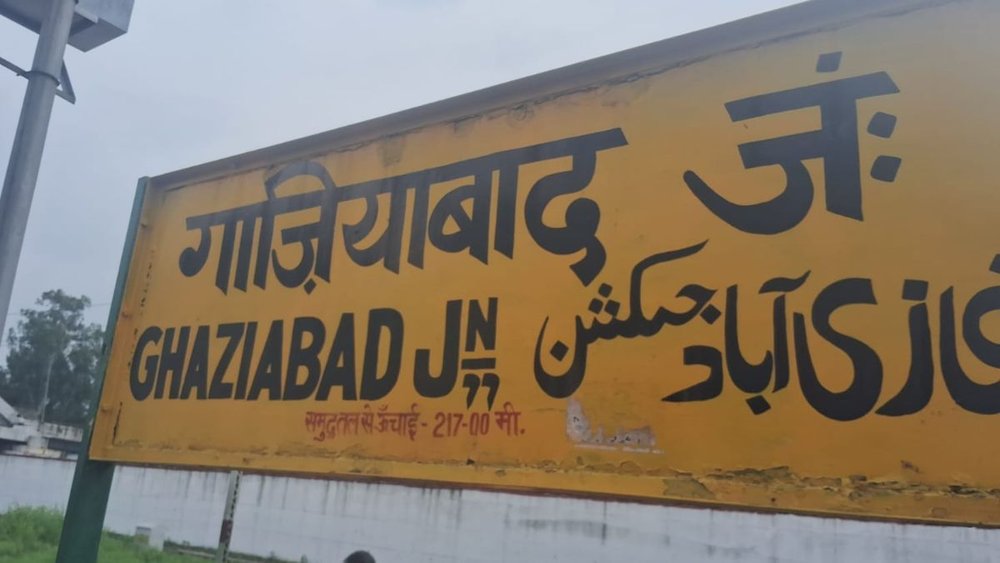 गाज़ियाबाद जं:
GHAZIABAD JN
غازی آباد جنکشن
समुद्रतल से ऊँचाई - 217-00 मी.